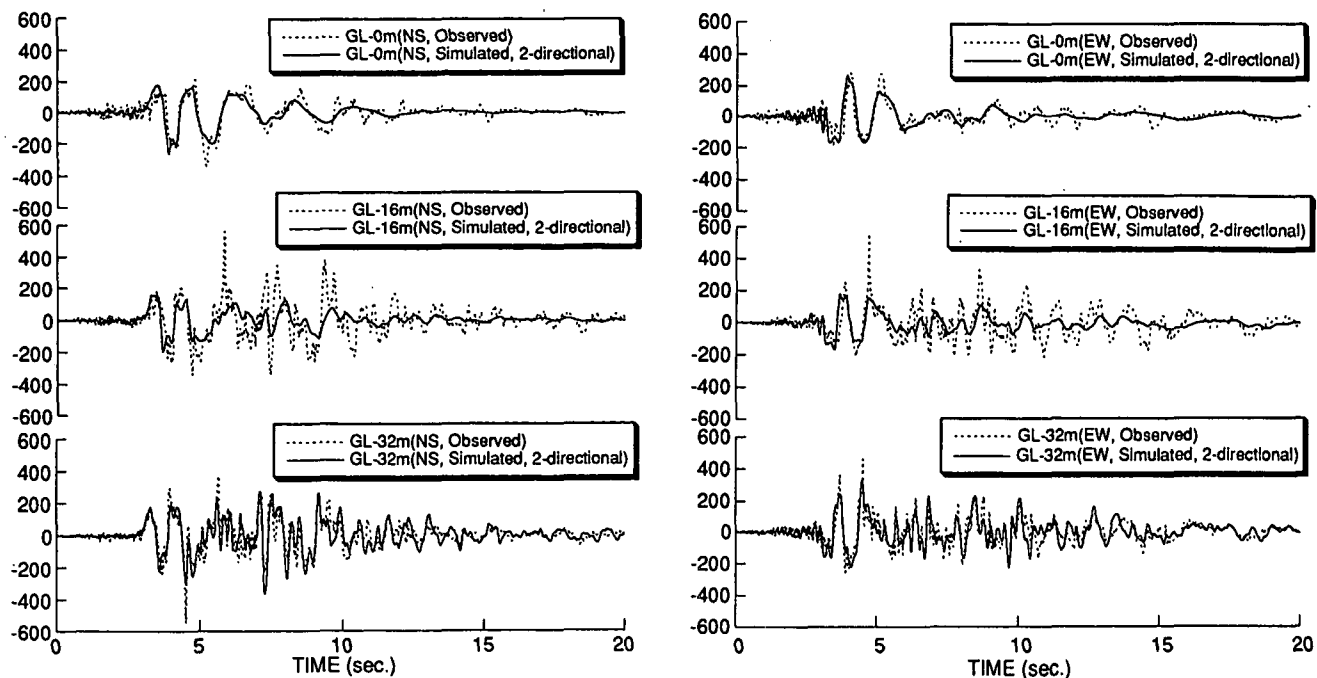 600
400
200
0
-200
-400
-600
GL-0m(NS, Observed)
GL-0m(NS, Simulated, 2-directional)
600
400
200
0
-200
-400
-600
GL-16m(NS, Observed)
GL-16m(NS, Simulated, 2-directional)
600
400
200
0
-200
-400
-600
GL-32m(NS, Observed)
GL-32m(NS, Simulated, 2-directional)
0 5 10 15 20
TIME (sec.)
600
400
200
0
-200
-400
-600
GL-0m(EW, Observed)
GL-0m(EW, Simulated, 2-directional)
600
400
200
0
-200
-400
-600
GL-16m(EW, Observed)
GL-16m(EW, Simulated, 2-directional)
600
400
200
0
-200
-400
-600
GL-32m(EW, Observed)
GL-32m(EW, Simulated, 2-directional)
0 5 10 15 20
TIME (sec.)